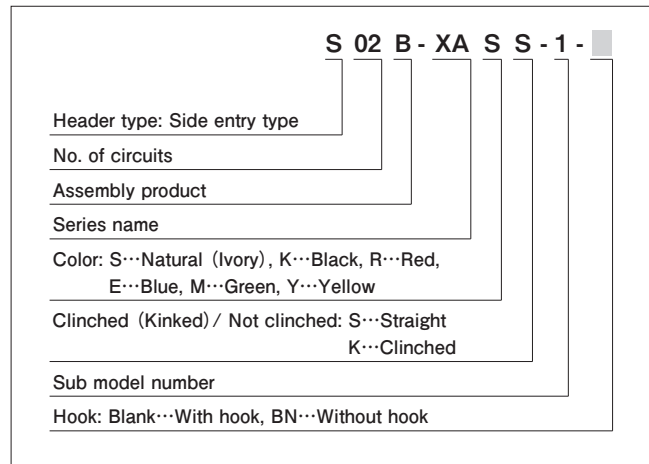 S 02 B - XA S S - 1 -
Header type: Side entry type
No. of circuits
Assembly product
Series name
Color: S…Natural (Ivory), K…Black, R…Red,
E…Blue, M…Green, Y…Yellow
Clinched (Kinked)/ Not clinched: S…Straight
K…Clinched
Sub model number
Hook: Blank…With hook, BN…Without hook